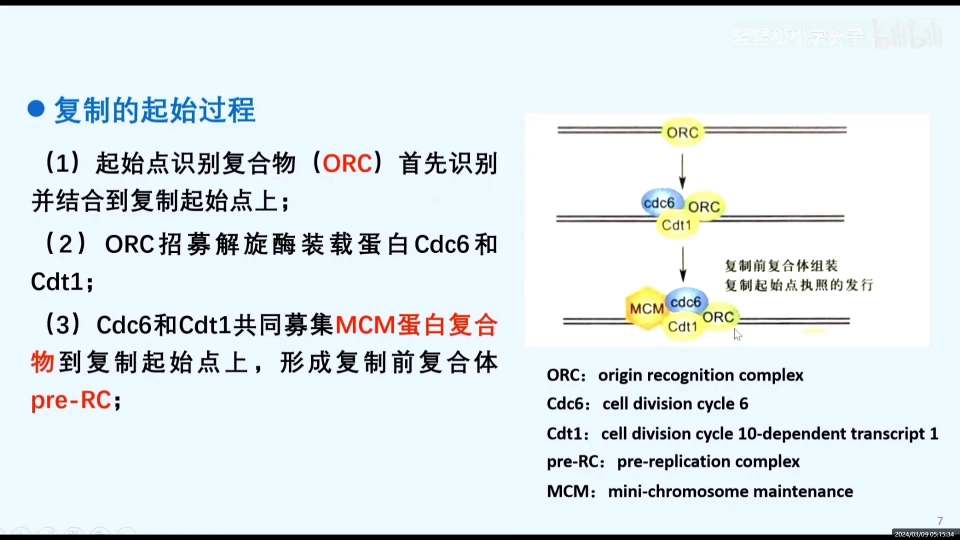 bilibili
复制的起始过程
（1）起始点识别复合物（ORC）首先识别
并结合到复制起始点上；
（2）ORC招募解旋酶装载蛋白Cdc6和
Cdt1；
（3）Cdc6和Cdt1共同募集MCM蛋白复合
物到复制起始点上，形成复制前复合体
pre-RC；
ORC
cdc6
ORC
Cdt1
复制前复合体组装
复制起始点执照的发行
MCM
cdc6
ORC
Cdt1
ORC：origin recognition complex
Cdc6：cell division cycle 6
Cdt1：cell division cycle 10-dependent transcript 1
pre-RC：pre-replication complex
MCM：mini-chromosome maintenance
7
2024/03/09 05:15:34